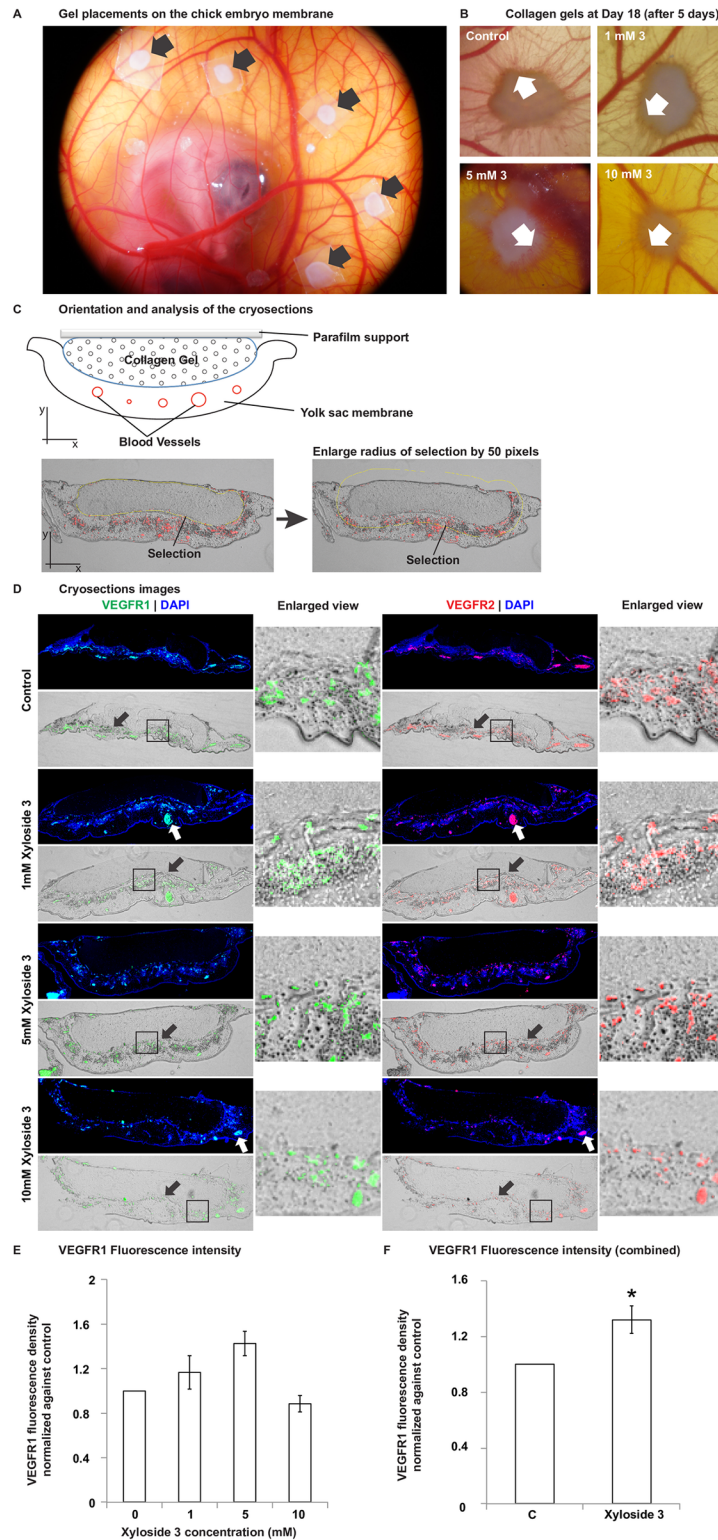 A Gel placements on the chick embryo membrane
B Collagen gels at Day 18 (after 5 days)
Control
1 mM 3
5 mM 3
10 mM 3
C Orientation and analysis of the cryosections
Parafilm support
Collagen Gel
Yolk sac membrane
Blood Vessels
y
x
Enlarge radius of selection by 50 pixels
Selection
Selection
y
x
D Cryosections images
VEGFR1 | DAPI
Enlarged view
VEGFR2 | DAPI
Enlarged view
Control
1mM Xyloside 3
5mM Xyloside 3
10mM Xyloside 3
E VEGFR1 Fluorescence intensity
VEGFR1 fluorescence density
normalized against control
2
1.6
1.2
0.8
0.4
0
0 1 5 10
Xyloside 3 concentration (mM)
F VEGFR1 Fluorescence intensity (combined)
VEGFR1 fluorescence density
normalized against control
1.6
1.2
0.8
0.4
0
*
C Xyloside 3